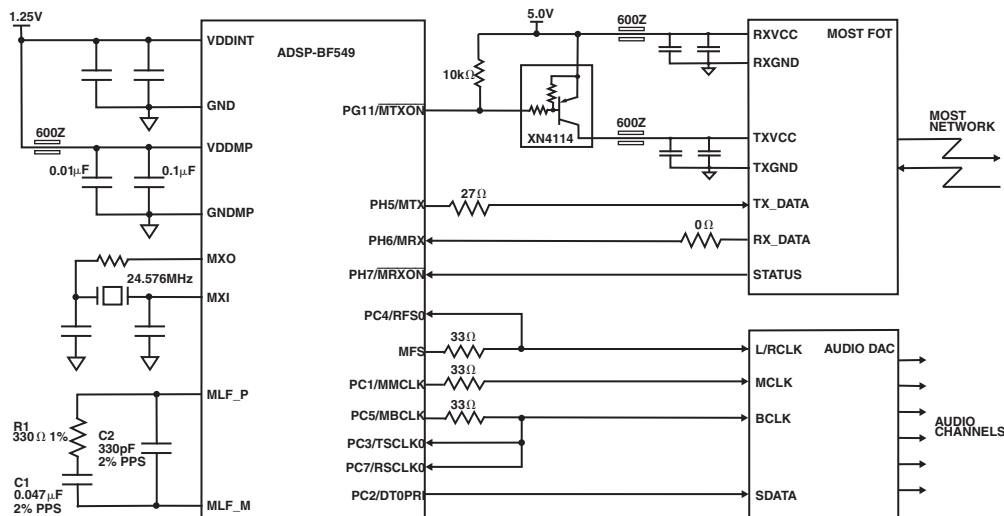 1.25V
600Z
0.01μF
0.1μF
24.576MHz
R1
330Ω 1%
C2
330pF
2% PPS
C1
0.047μF
2% PPS
ADSP-BF549
VDDINT
GND
VDDMP
GNDMP
MXO
MXI
MLF_P
MLF_M
PG11/MTXON
PH5/MTX
PH6/MRX
PH7/MRXON
PC4/RFS0
MFS
PC1/MMCLK
PC5/MBCLK
PC3/TSCLK0
PC7/RSCLK0
PC2/DT0PRI
5.0V
10kΩ
XN4114
600Z
600Z
27Ω
0Ω
33Ω
33Ω
33Ω
MOST FOT
RXVCC
RXGND
TXVCC
TXGND
TX_DATA
RX_DATA
STATUS
MOST
NETWORK
AUDIO DAC
L/RCLK
MCLK
BCLK
SDATA
AUDIO
CHANNELS